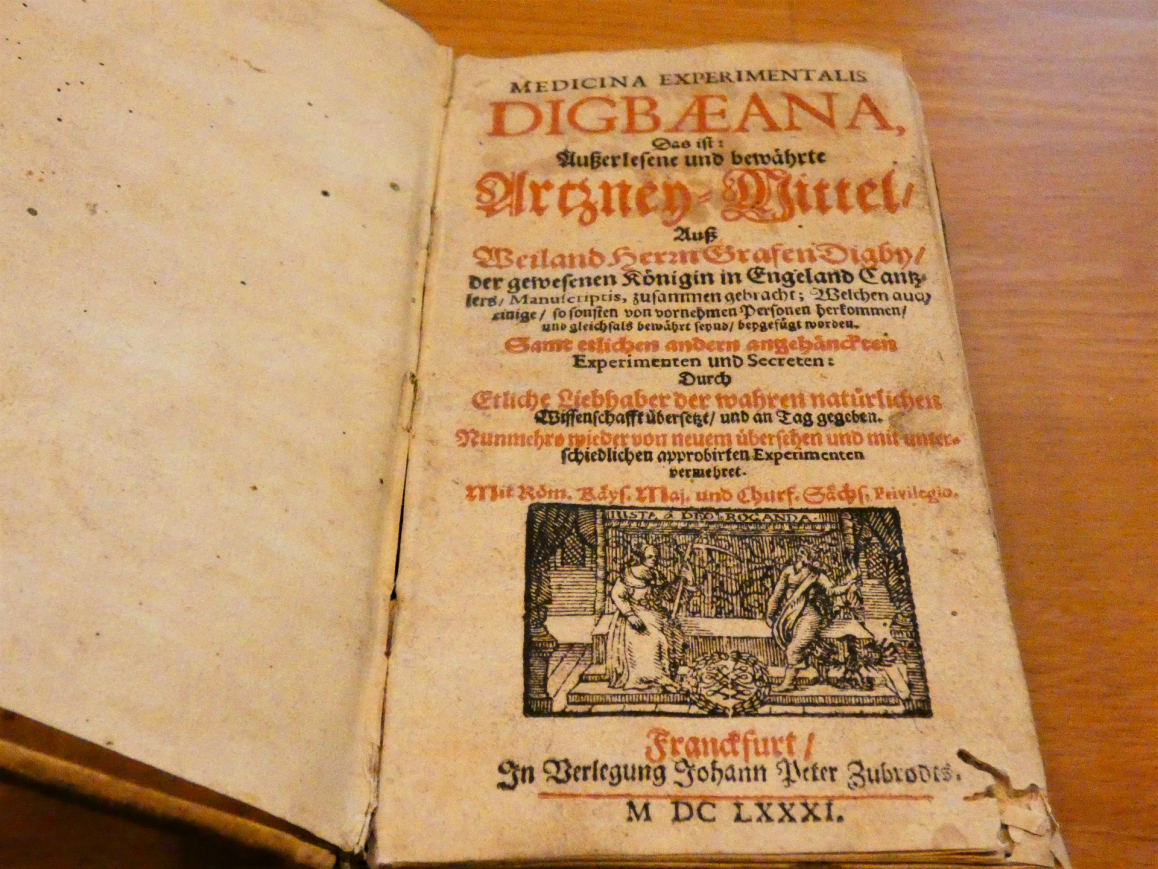 MEDICINA EXPERIMENTALIS
DIGBÆANA,
Das ist:
Außerlesene und bewährte
Artzney-Mittel/
Auß
Weiland Herrn Grafen Digby/
der gewesenen Königin in Engeland Cantz-
lers/ Manuscriptis, zusammen gebracht; Welchen auch
einige/ so sonsten von vornehmen Personen herkommen/
und gleichfals bewährt seynd/ beygefügt worden.
Samt etlichen andern angehänckten
Experimenten und Secreten:
Durch
Etliche Liebhaber der wahren natürlichen
Wissenschafft übersetzt/ und an Tag gegeben.
Nunmehro wieder von neuem übersehen und mit unter-
schiedlichen approbirten Experimenten
vermehret.
Mit Röm. Käys. Maj. und Churf. Sächs. Privilegio.
IUSTA a DEO ROGANDA.
Franckfurt/
In Verlegung Johann Peter Zubrodts.
M DC LXXXI.